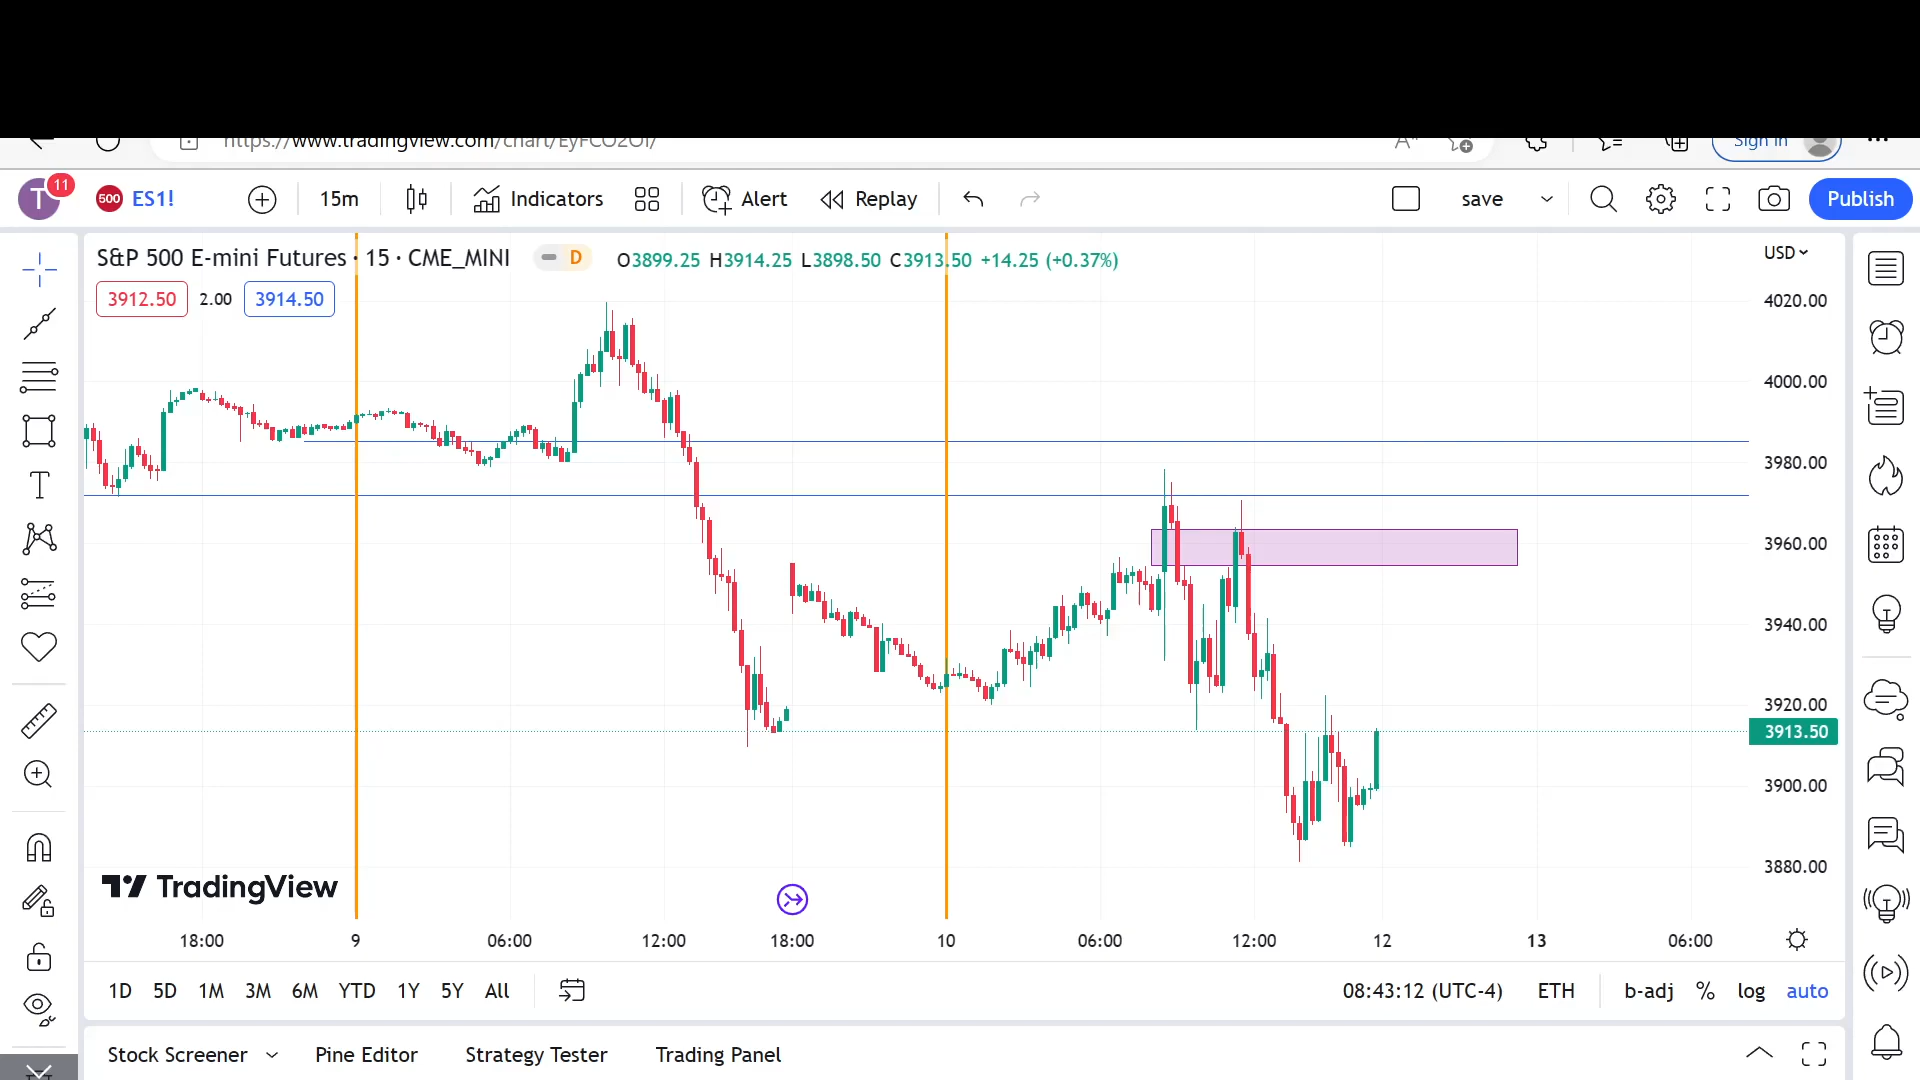 https://www.tradingview.com/chart/EyFCO2OI/
Sign in
T 11 500 ES1! 15m Indicators Alert Replay save Publish
S&P 500 E-mini Futures · 15 · CME_MINI D O3899.25 H3914.25 L3898.50 C3913.50 +14.25 (+0.37%)
3912.50 2.00 3914.50
USD
4020.00
4000.00
3980.00
3960.00
3940.00
3920.00
3913.50
3900.00
3880.00
TradingView
18:00 9 06:00 12:00 18:00 10 06:00 12:00 12 13 06:00
1D 5D 1M 3M 6M YTD 1Y 5Y All 08:43:12 (UTC-4) ETH b-adj % log auto
Stock Screener Pine Editor Strategy Tester Trading Panel